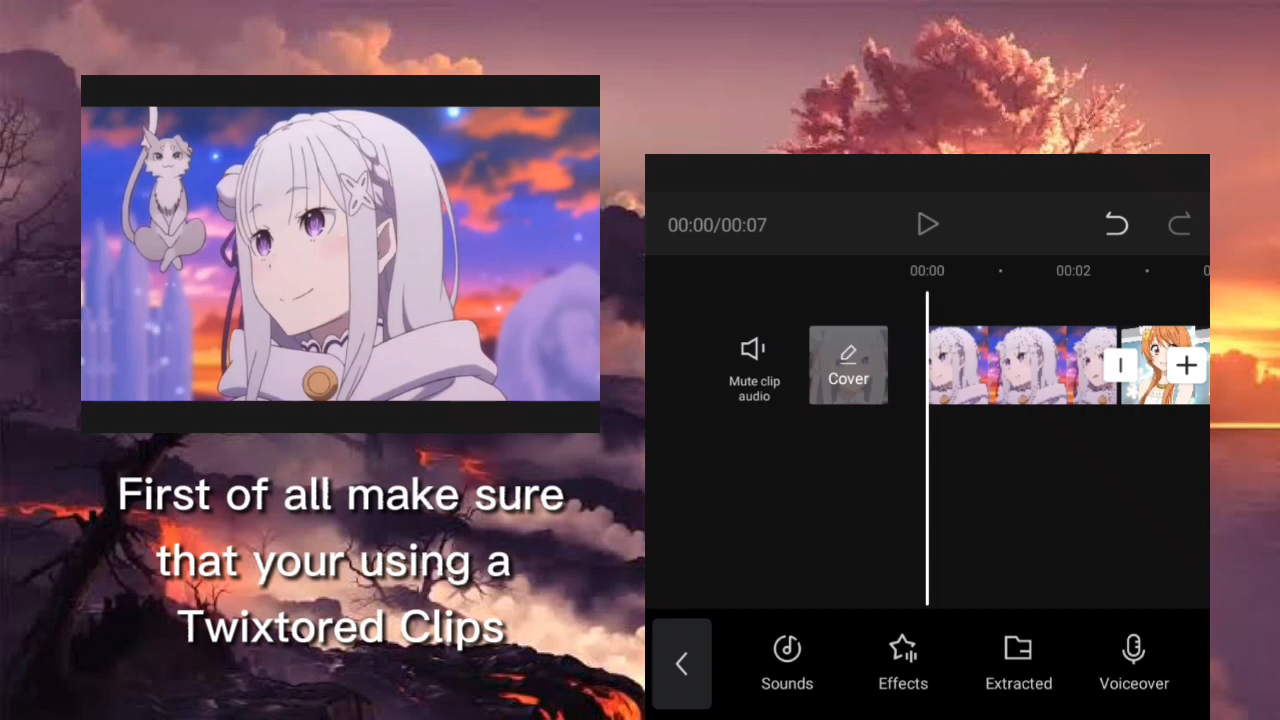 First of all make sure
that your using a
Twixtored Clips
00:00/00:07
00:00
00:02
0
Mute clip
audio
Cover
Sounds
Effects
Extracted
Voiceover